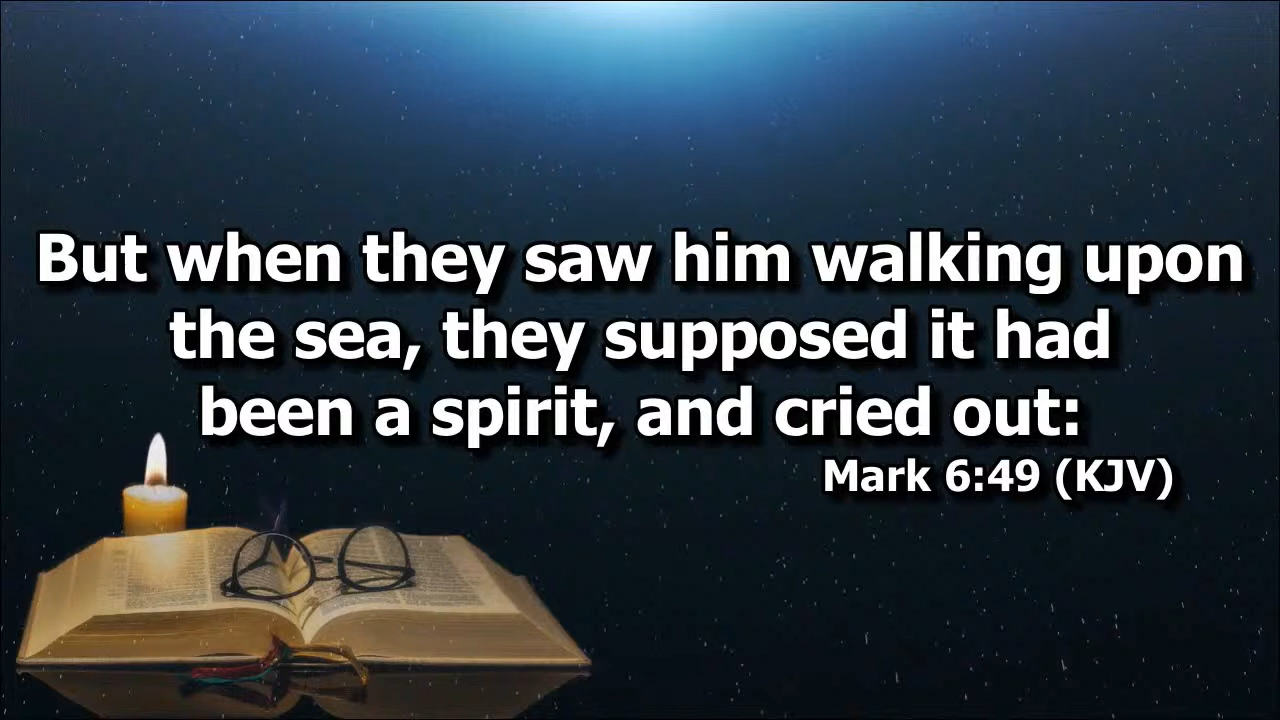 But when they saw him walking upon
the sea, they supposed it had
been a spirit, and cried out:
Mark 6:49 (KJV)